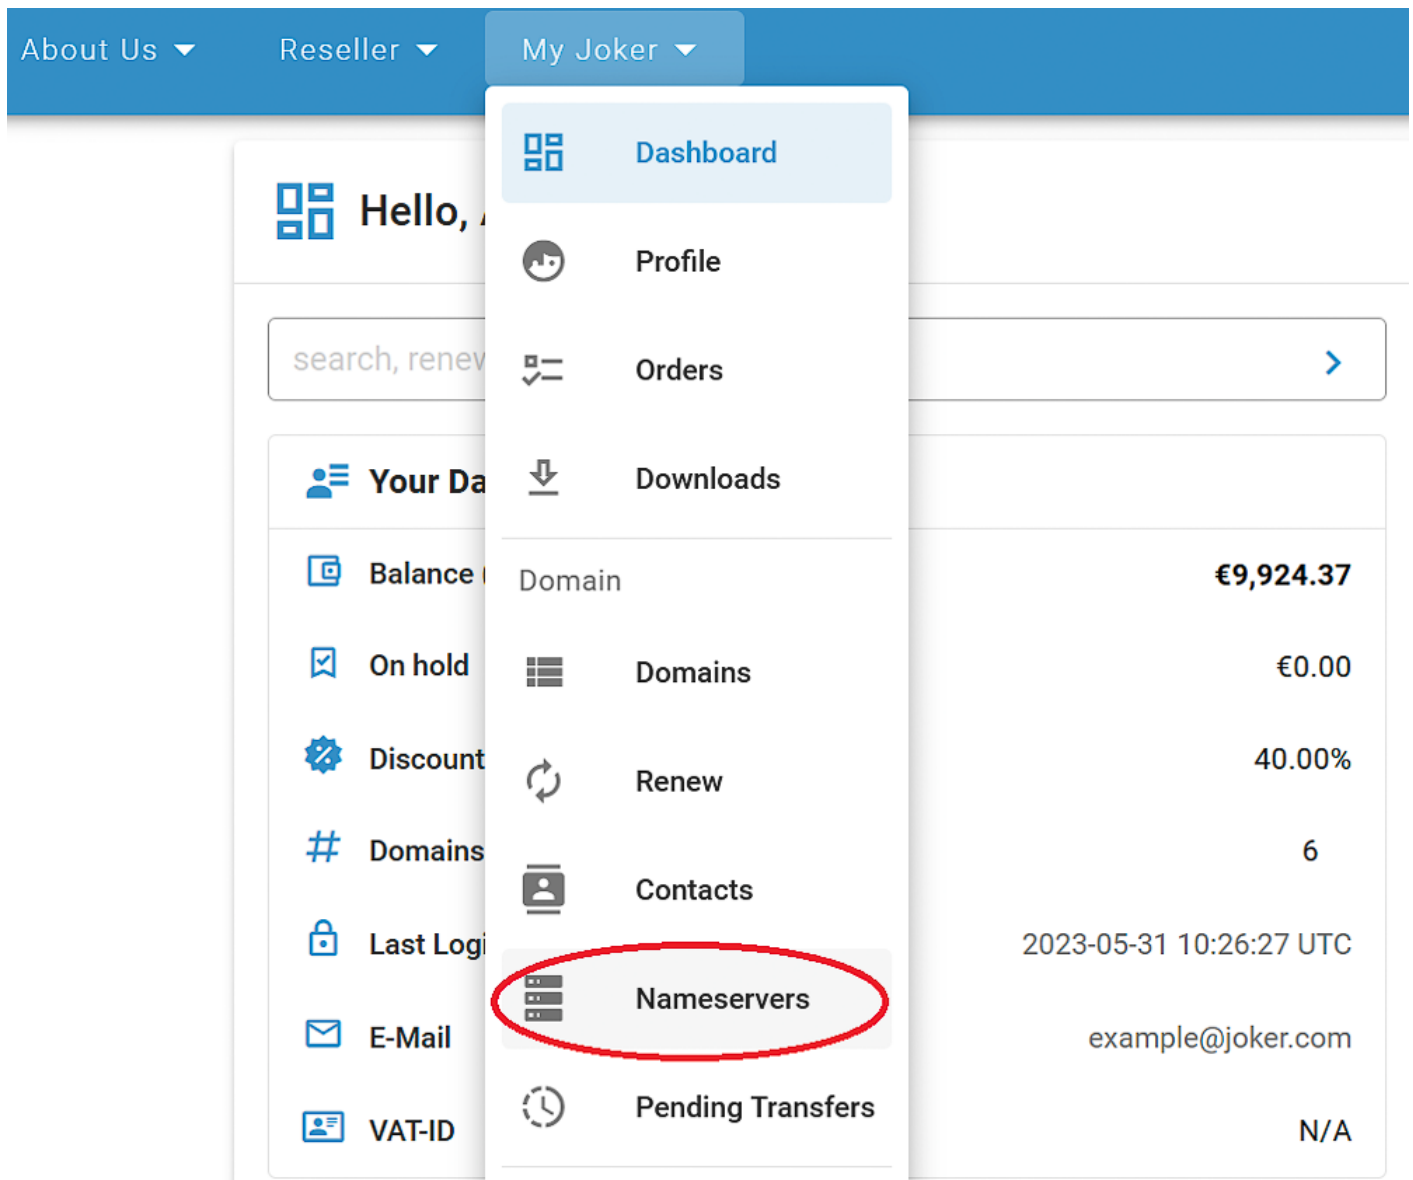 About Us
Reseller
My Joker
Dashboard
Hello,
Profile
search, renew
Orders
Your Da
Downloads
Balance
€9,924.37
Domain
On hold
€0.00
Domains
Discount
40.00%
Renew
Domains
6
Contacts
Last Logi
2023-05-31 10:26:27 UTC
Nameservers
E-Mail
example@joker.com
Pending Transfers
VAT-ID
N/A